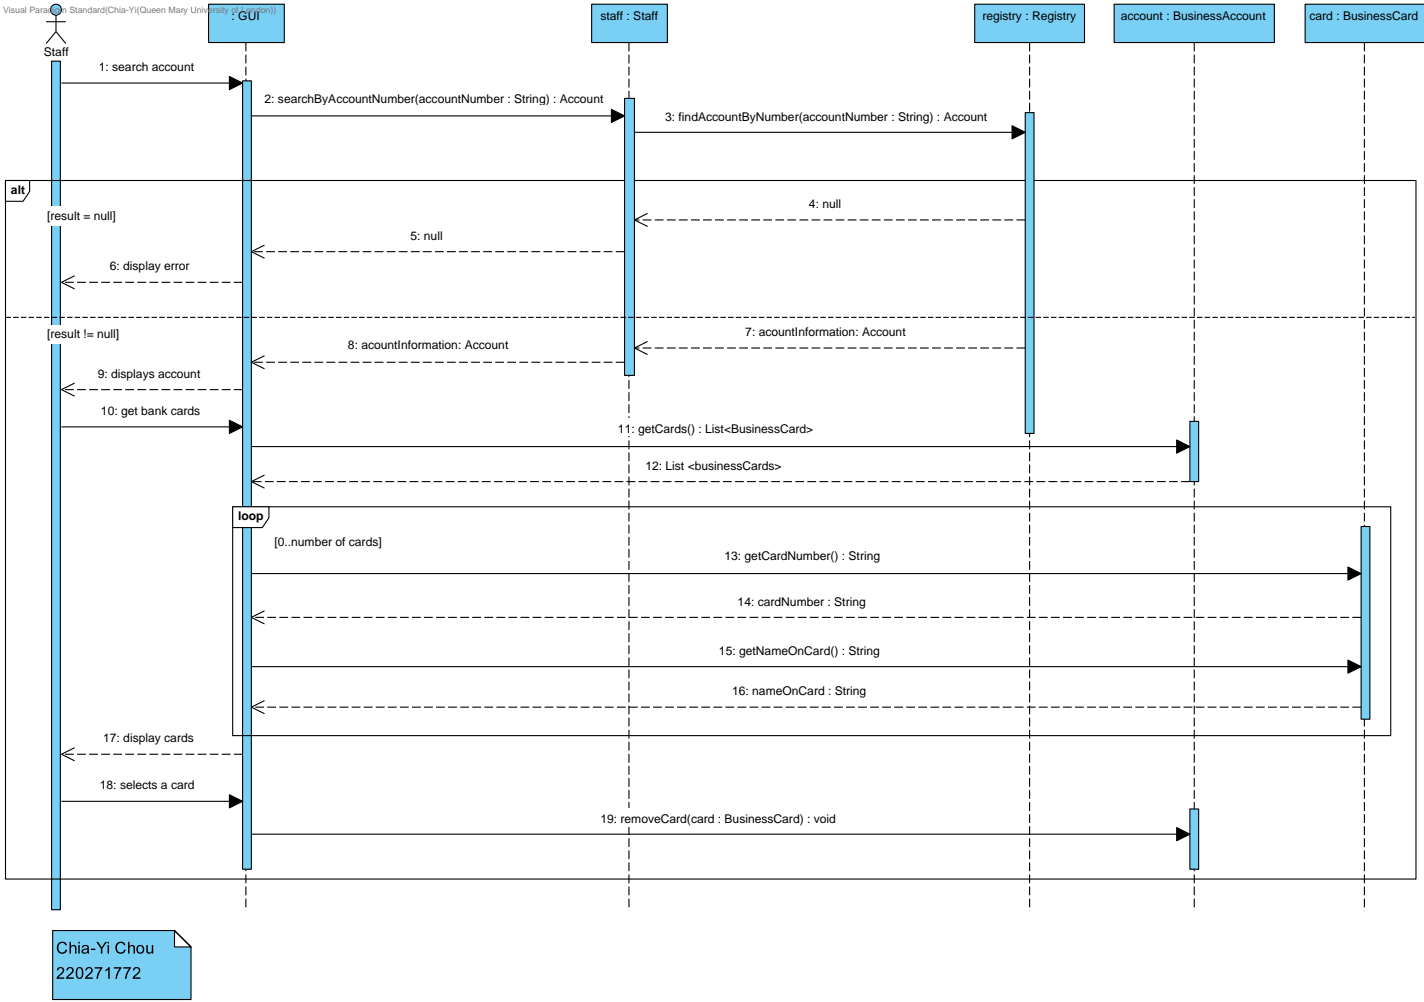 Visual Paradigm Standard(Chia-Yi(Queen Mary University of London))
: GUI
staff : Staff
registry : Registry
account : BusinessAccount
card : BusinessCard
Staff
1: search account
2: searchByAccountNumber(accountNumber : String) : Account
3: findAccountByNumber(accountNumber : String) : Account
alt
[result = null]
4: null
5: null
6: display error
[result != null]
7: acountInformation: Account
8: acountInformation: Account
9: displays account
10: get bank cards
11: getCards() : List<BusinessCard>
12: List <businessCards>
loop
[0..number of cards]
13: getCardNumber() : String
14: cardNumber : String
15: getNameOnCard() : String
16: nameOnCard : String
17: display cards
18: selects a card
19: removeCard(card : BusinessCard) : void
Chia-Yi Chou
220271772